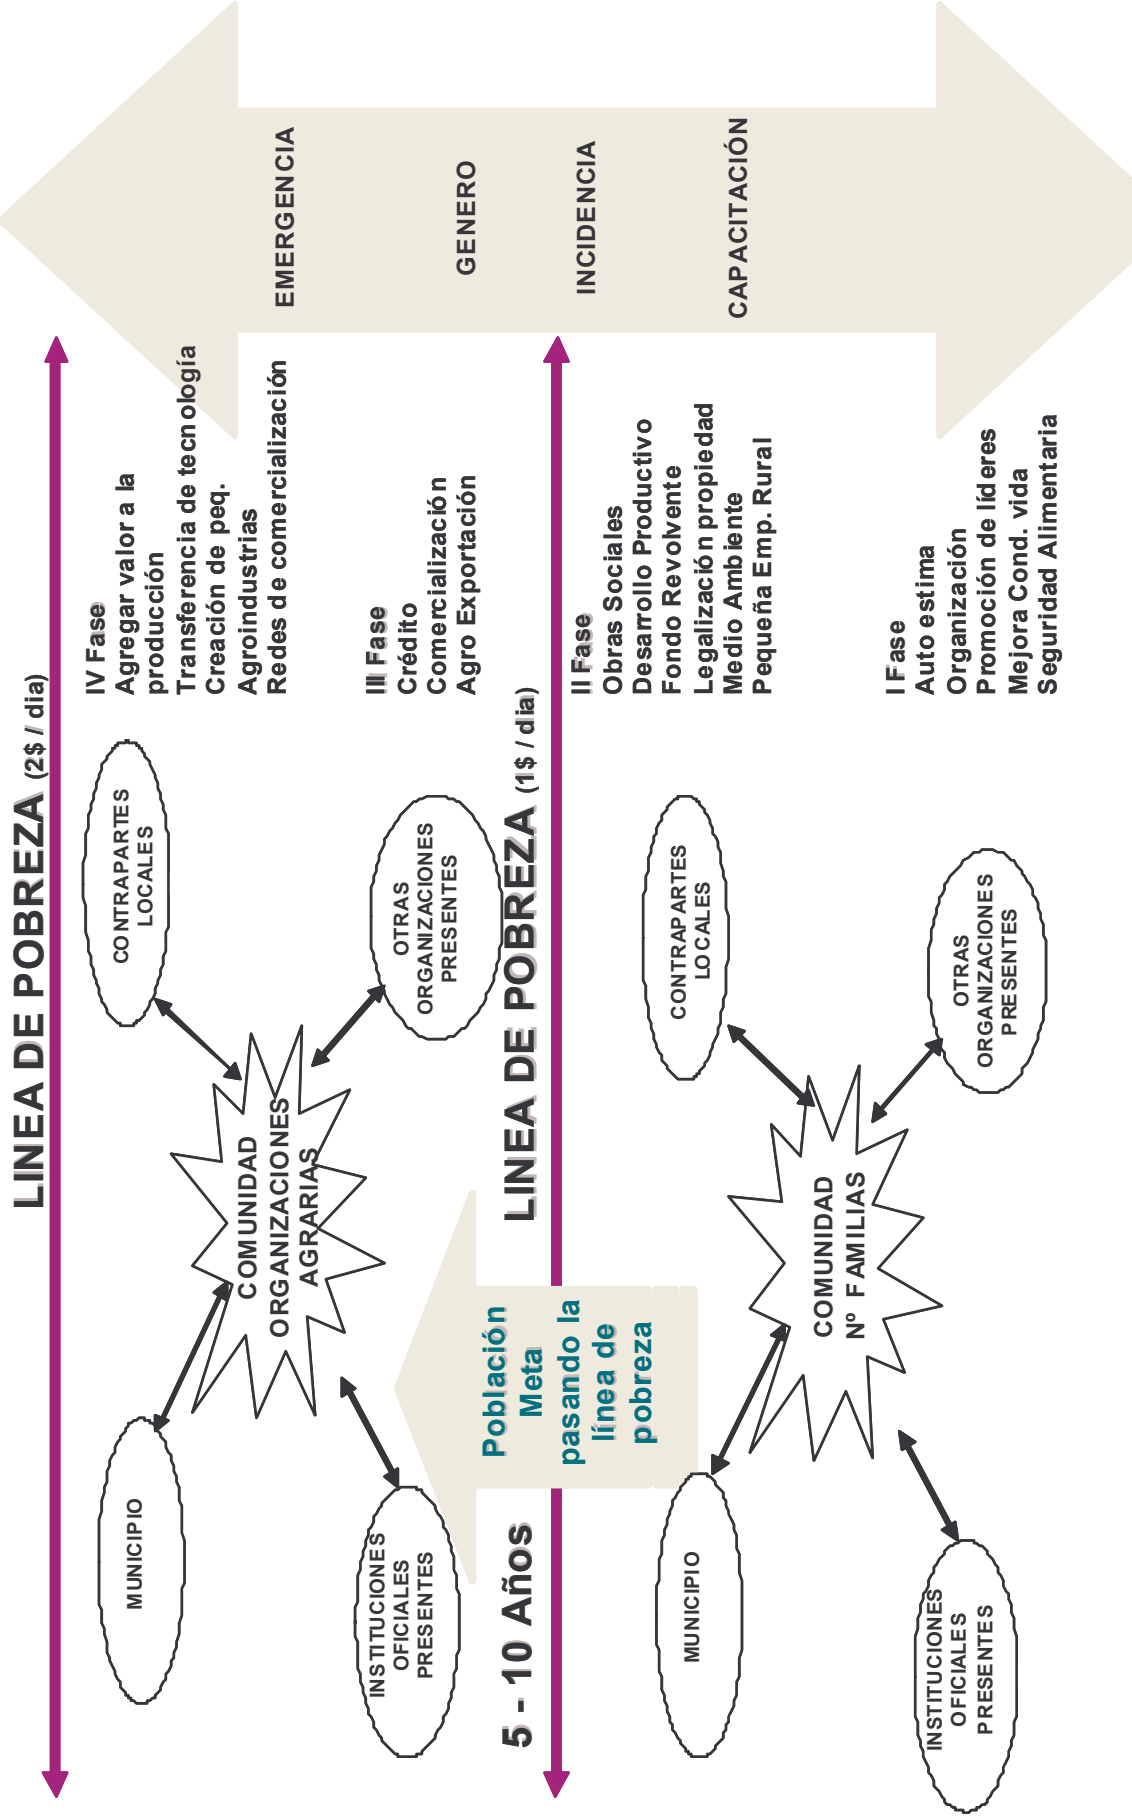 LINEA DE POBREZA (2$ / dia)
MUNICIPIO
CONTRAPARTES
LOCALES
COMUNIDAD
ORGANIZACIONES
AGRARIAS
INSTITUCIONES
OFICIALES
PRESENTES
OTRAS
ORGANIZACIONES
PRESENTES
IV Fase
Agregar valor a la
producción
Transferencia de tecnología
Creación de peq.
Agroindustrias
Redes de comercialización
III Fase
Crédito
Comercialización
Agro Exportación
EMERGENCIA
GENERO
INCIDENCIA
CAPACITACIÓN
5 - 10 Años
Población
Meta
pasando la
línea de
pobreza
LINEA DE POBREZA (1$ / dia)
MUNICIPIO
CONTRAPARTES
LOCALES
COMUNIDAD
Nº FAMILIAS
INSTITUCIONES
OFICIALES
PRESENTES
OTRAS
ORGANIZACIONES
PRESENTES
II Fase
Obras Sociales
Desarrollo Productivo
Fondo Revolvente
Legalización propiedad
Medio Ambiente
Pequeña Emp. Rural
I Fase
Auto estima
Organización
Promoción de líderes
Mejora Cond. vida
Seguridad Alimentaria